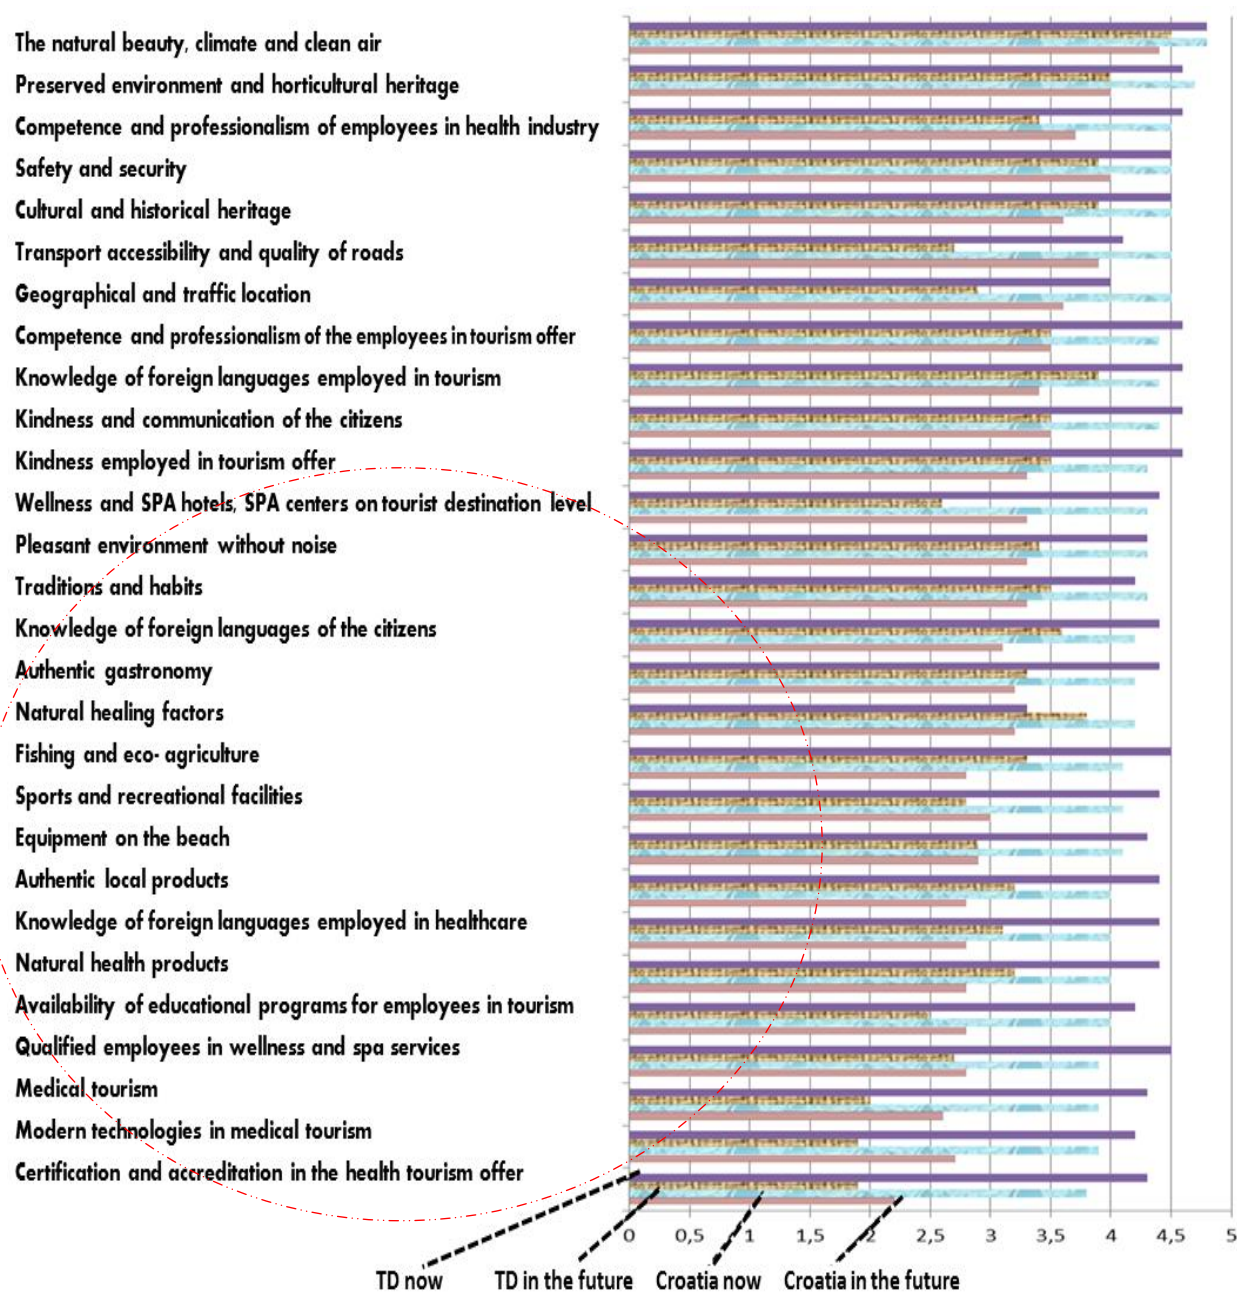 The natural beauty, climate and clean air
Preserved environment and horticultural heritage
Competence and professionalism of employees in health industry
Safety and security
Cultural and historical heritage
Transport accessibility and quality of roads
Geographical and traffic location
Competence and professionalism of the employees in tourism offer
Knowledge of foreign languages employed in tourism
Kindness and communication of the citizens
Kindness employed in tourism offer
Wellness and SPA hotels, SPA centers on tourist destination level
Pleasant environment without noise
Traditions and habits
Knowledge of foreign languages of the citizens
Authentic gastronomy
Natural healing factors
Fishing and eco- agriculture
Sports and recreational facilities
Equipment on the beach
Authentic local products
Knowledge of foreign languages employed in healthcare
Natural health products
Availability of educational programs for employees in tourism
Qualified employees in wellness and spa services
Medical tourism
Modern technologies in medical tourism
Certification and accreditation in the health tourism offer
0 0,5 1 1,5 2 2,5 3 3,5 4 4,5 5
TD now TD in the future Croatia now Croatia in the future